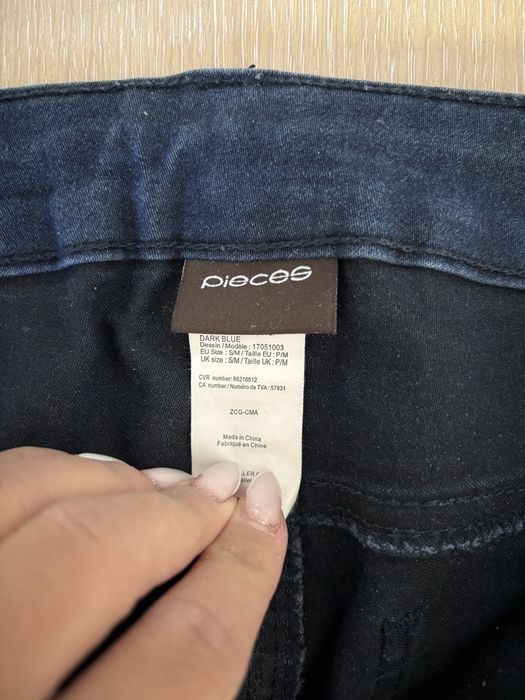 pieces
DARK BLUE
Dessin / Modèle : 17051003
EU Size : S/M / Taille EU : P/M
UK size : S/M / Taille UK : P/M
CVR number: 88216512
CA number / Numéro de TVA: 57831
ZCG-CMA
Made in China
Fabriqué en Chine